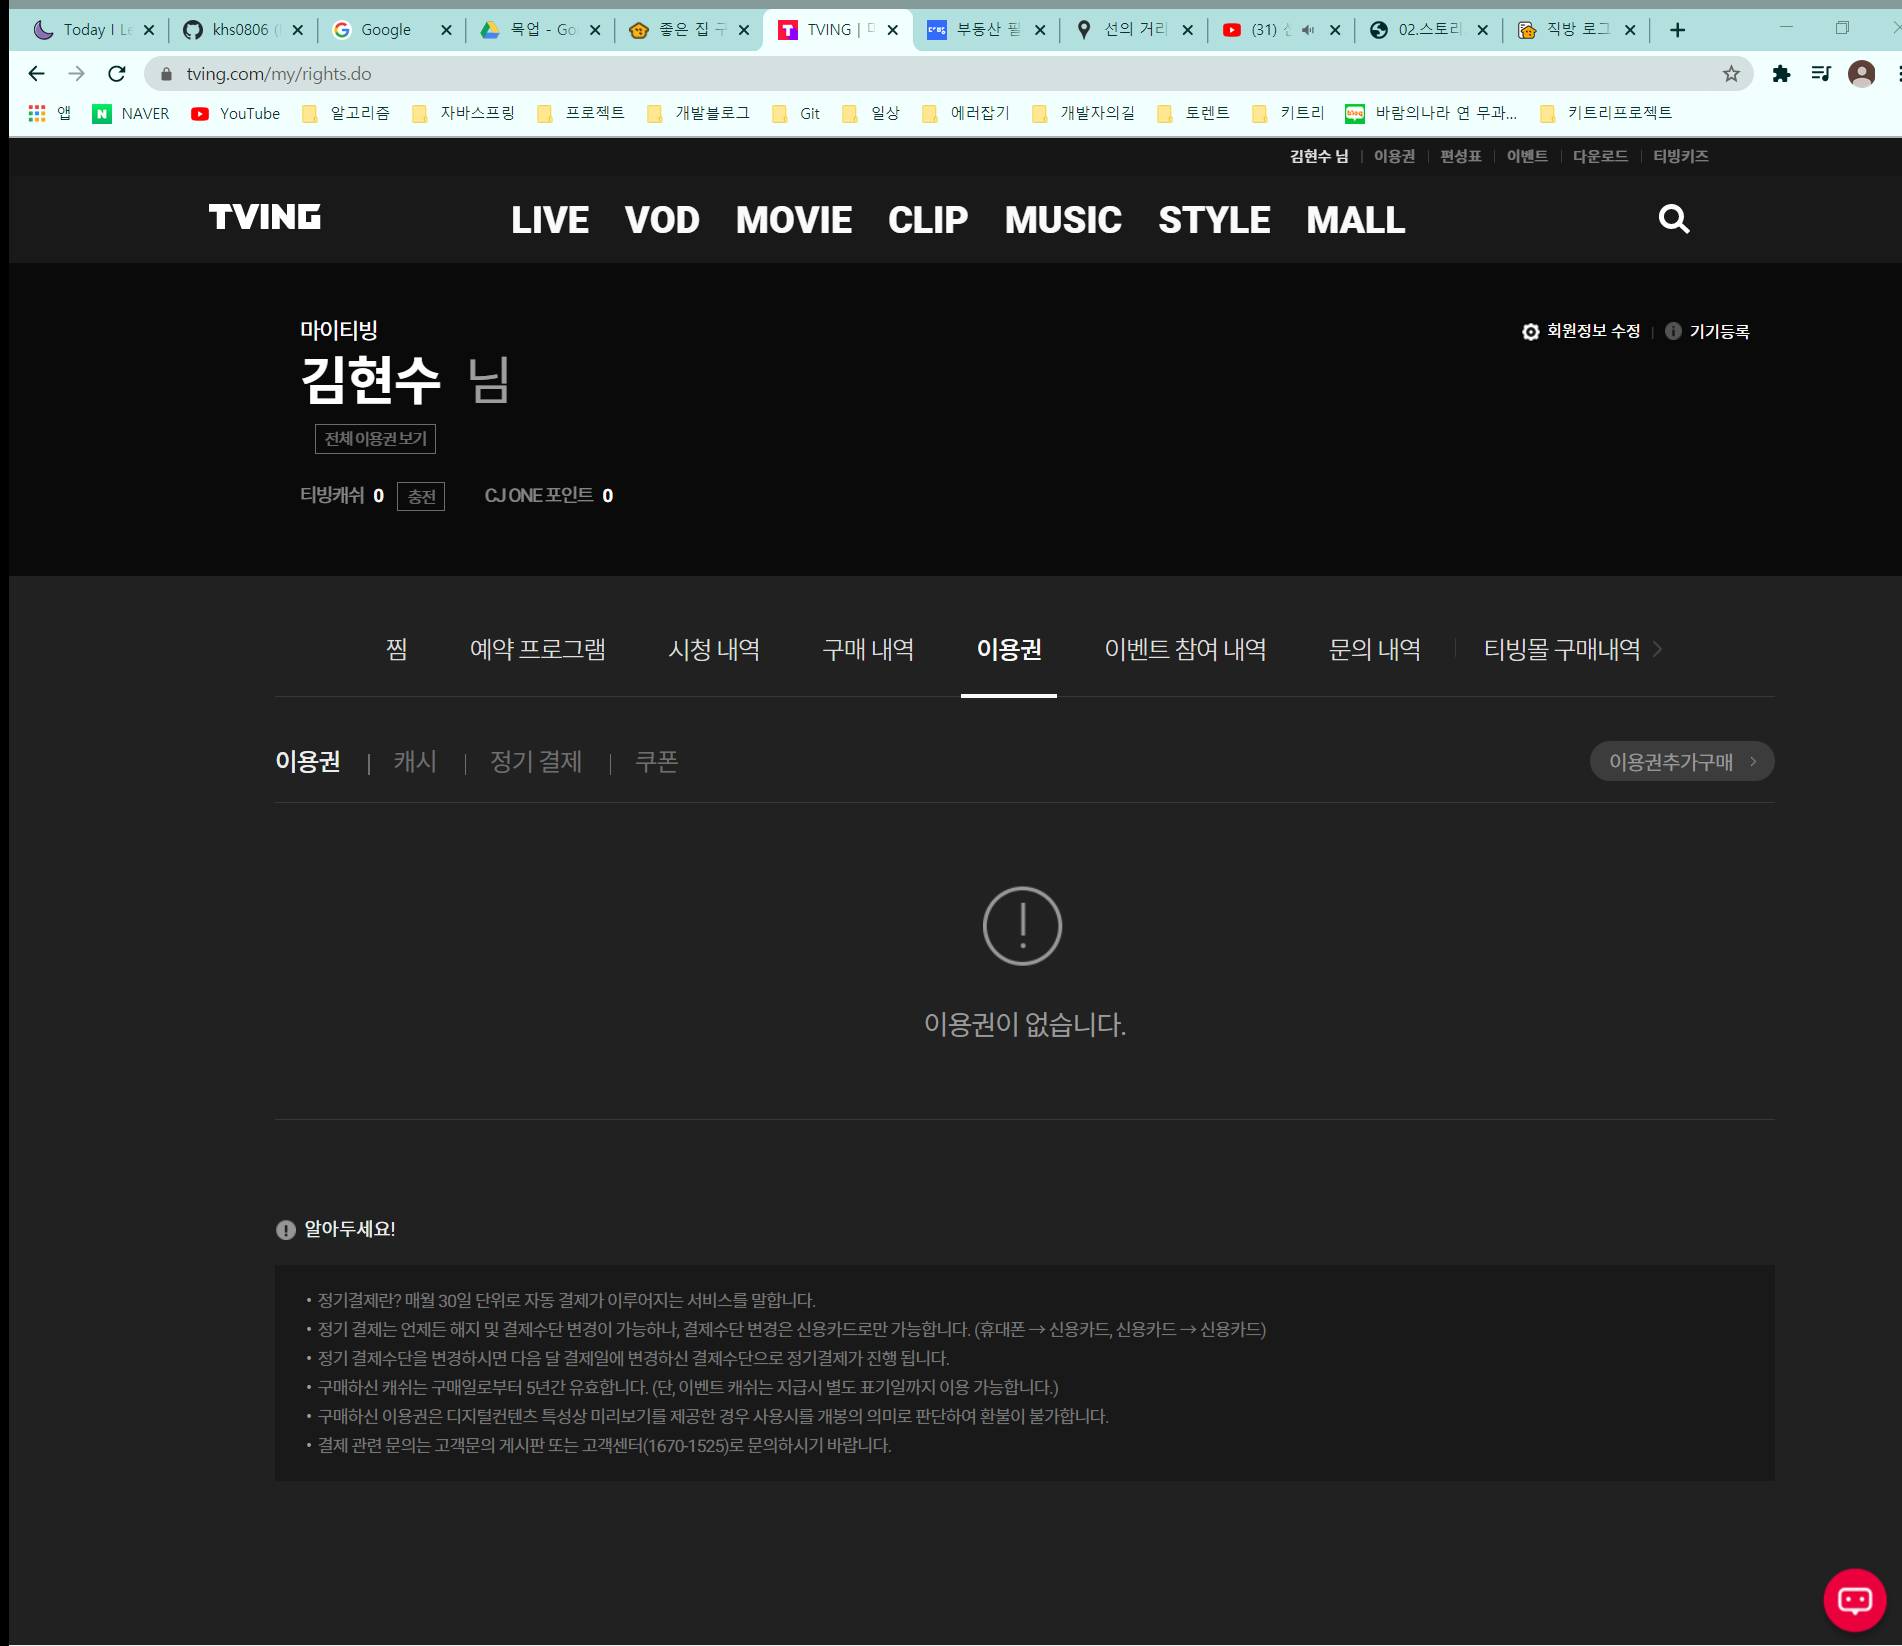 Today I Le
khs0806 (
Google
목업 - Go
좋은 집 구
TVING |
부동산 필
선의 거리
(31)
02.스토리
직방 로그
tving.com/my/rights.do
앱 NAVER YouTube 알고리즘 자바스프링 프로젝트 개발블로그 Git 일상 에러잡기 개발자의길 토렌트 키트리 바람의나라 연 무과... 키트리프로젝트
김현수 님 | 이용권 | 편성표 | 이벤트 | 다운로드 | 티빙키즈
TVING LIVE VOD MOVIE CLIP MUSIC STYLE MALL
마이티빙
회원정보 수정 | 기기등록
김현수 님
전체 이용권 보기
티빙캐쉬 0 충전 CJ ONE 포인트 0
찜 예약 프로그램 시청 내역 구매 내역 이용권 이벤트 참여 내역 문의 내역 | 티빙몰 구매내역 >
이용권 | 캐시 | 정기 결제 | 쿠폰
이용권추가구매 >
이용권이 없습니다.
알아두세요!
• 정기결제란? 매월 30일 단위로 자동 결제가 이루어지는 서비스를 말합니다.
• 정기 결제는 언제든 해지 및 결제수단 변경이 가능하나, 결제수단 변경은 신용카드로만 가능합니다. (휴대폰 → 신용카드, 신용카드 → 신용카드)
• 정기 결제수단을 변경하시면 다음 달 결제일에 변경하신 결제수단으로 정기결제가 진행 됩니다.
• 구매하신 캐쉬는 구매일로부터 5년간 유효합니다. (단, 이벤트 캐쉬는 지급시 별도 표기일까지 이용 가능합니다.)
• 구매하신 이용권은 디지털컨텐츠 특성상 미리보기를 제공한 경우 사용시를 개봉의 의미로 판단하여 환불이 불가합니다.
• 결제 관련 문의는 고객문의 게시판 또는 고객센터(1670-1525)로 문의하시기 바랍니다.